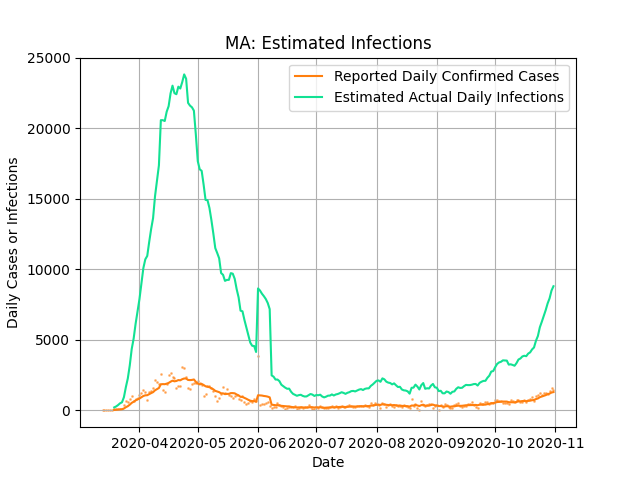 MA: Estimated Infections
Reported Daily Confirmed Cases
Estimated Actual Daily Infections
Daily Cases or Infections
25000
20000
15000
10000
5000
0
2020-04 2020-05 2020-06 2020-07 2020-08 2020-09 2020-10 2020-11
Date